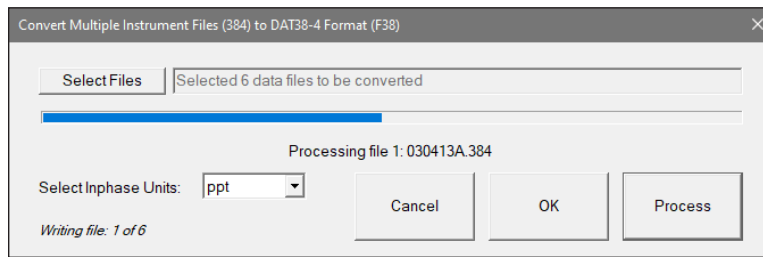 Convert Multiple Instrument Files (384) to DAT38-4 Format (F38)
Select Files
Selected 6 data files to be converted
Processing file 1: 030413A.384
Select Inphase Units:
ppt
Cancel
OK
Process
Writing file: 1 of 6